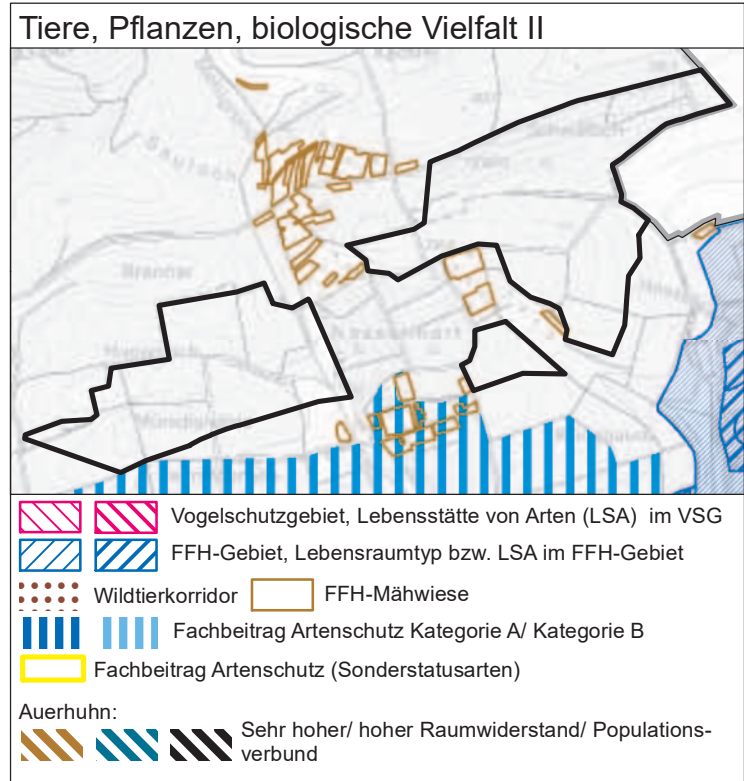 Tiere, Pflanzen, biologische Vielfalt II
Vogelschutzgebiet, Lebensstätte von Arten (LSA) im VSG
FFH-Gebiet, Lebensraumtyp bzw. LSA im FFH-Gebiet
Wildtierkorridor FFH-Mähwiese
Fachbeitrag Artenschutz Kategorie A/ Kategorie B
Fachbeitrag Artenschutz (Sonderstatusarten)
Auerhuhn:
Sehr hoher/ hoher Raumwiderstand/ Populations-
verbund